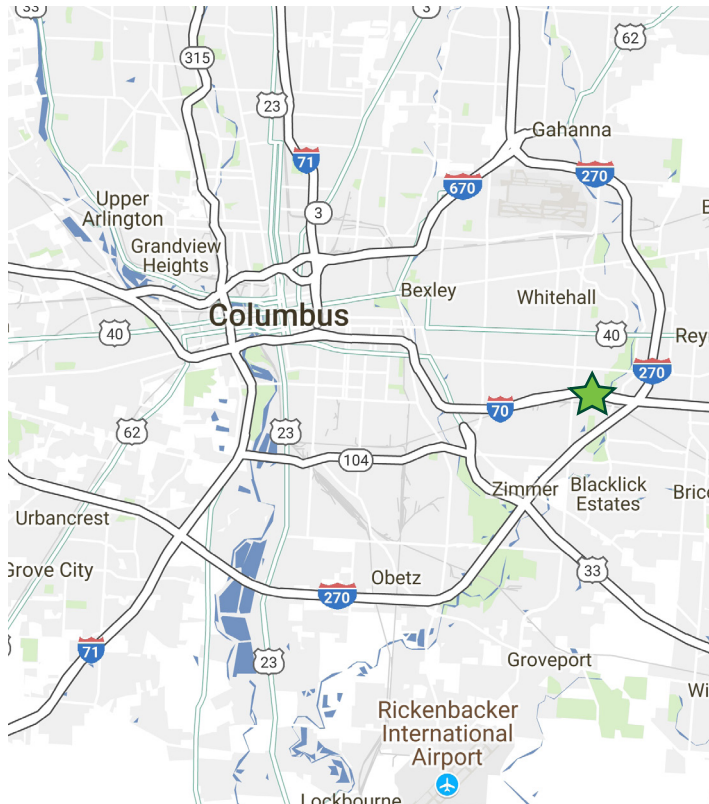 33
3
62
315
23
Gahanna
71
270
670
Upper
Arlington
3
Grandview
Heights
Bexley
Whitehall
Columbus
40
40
Rey
270
70
62
23
104
Zimmer
Blacklick
Estates
Bric
Urbancrest
Grove City
Obetz
33
270
71
23
Groveport
Wi
Rickenbacker
International
Airport
Lockbourne